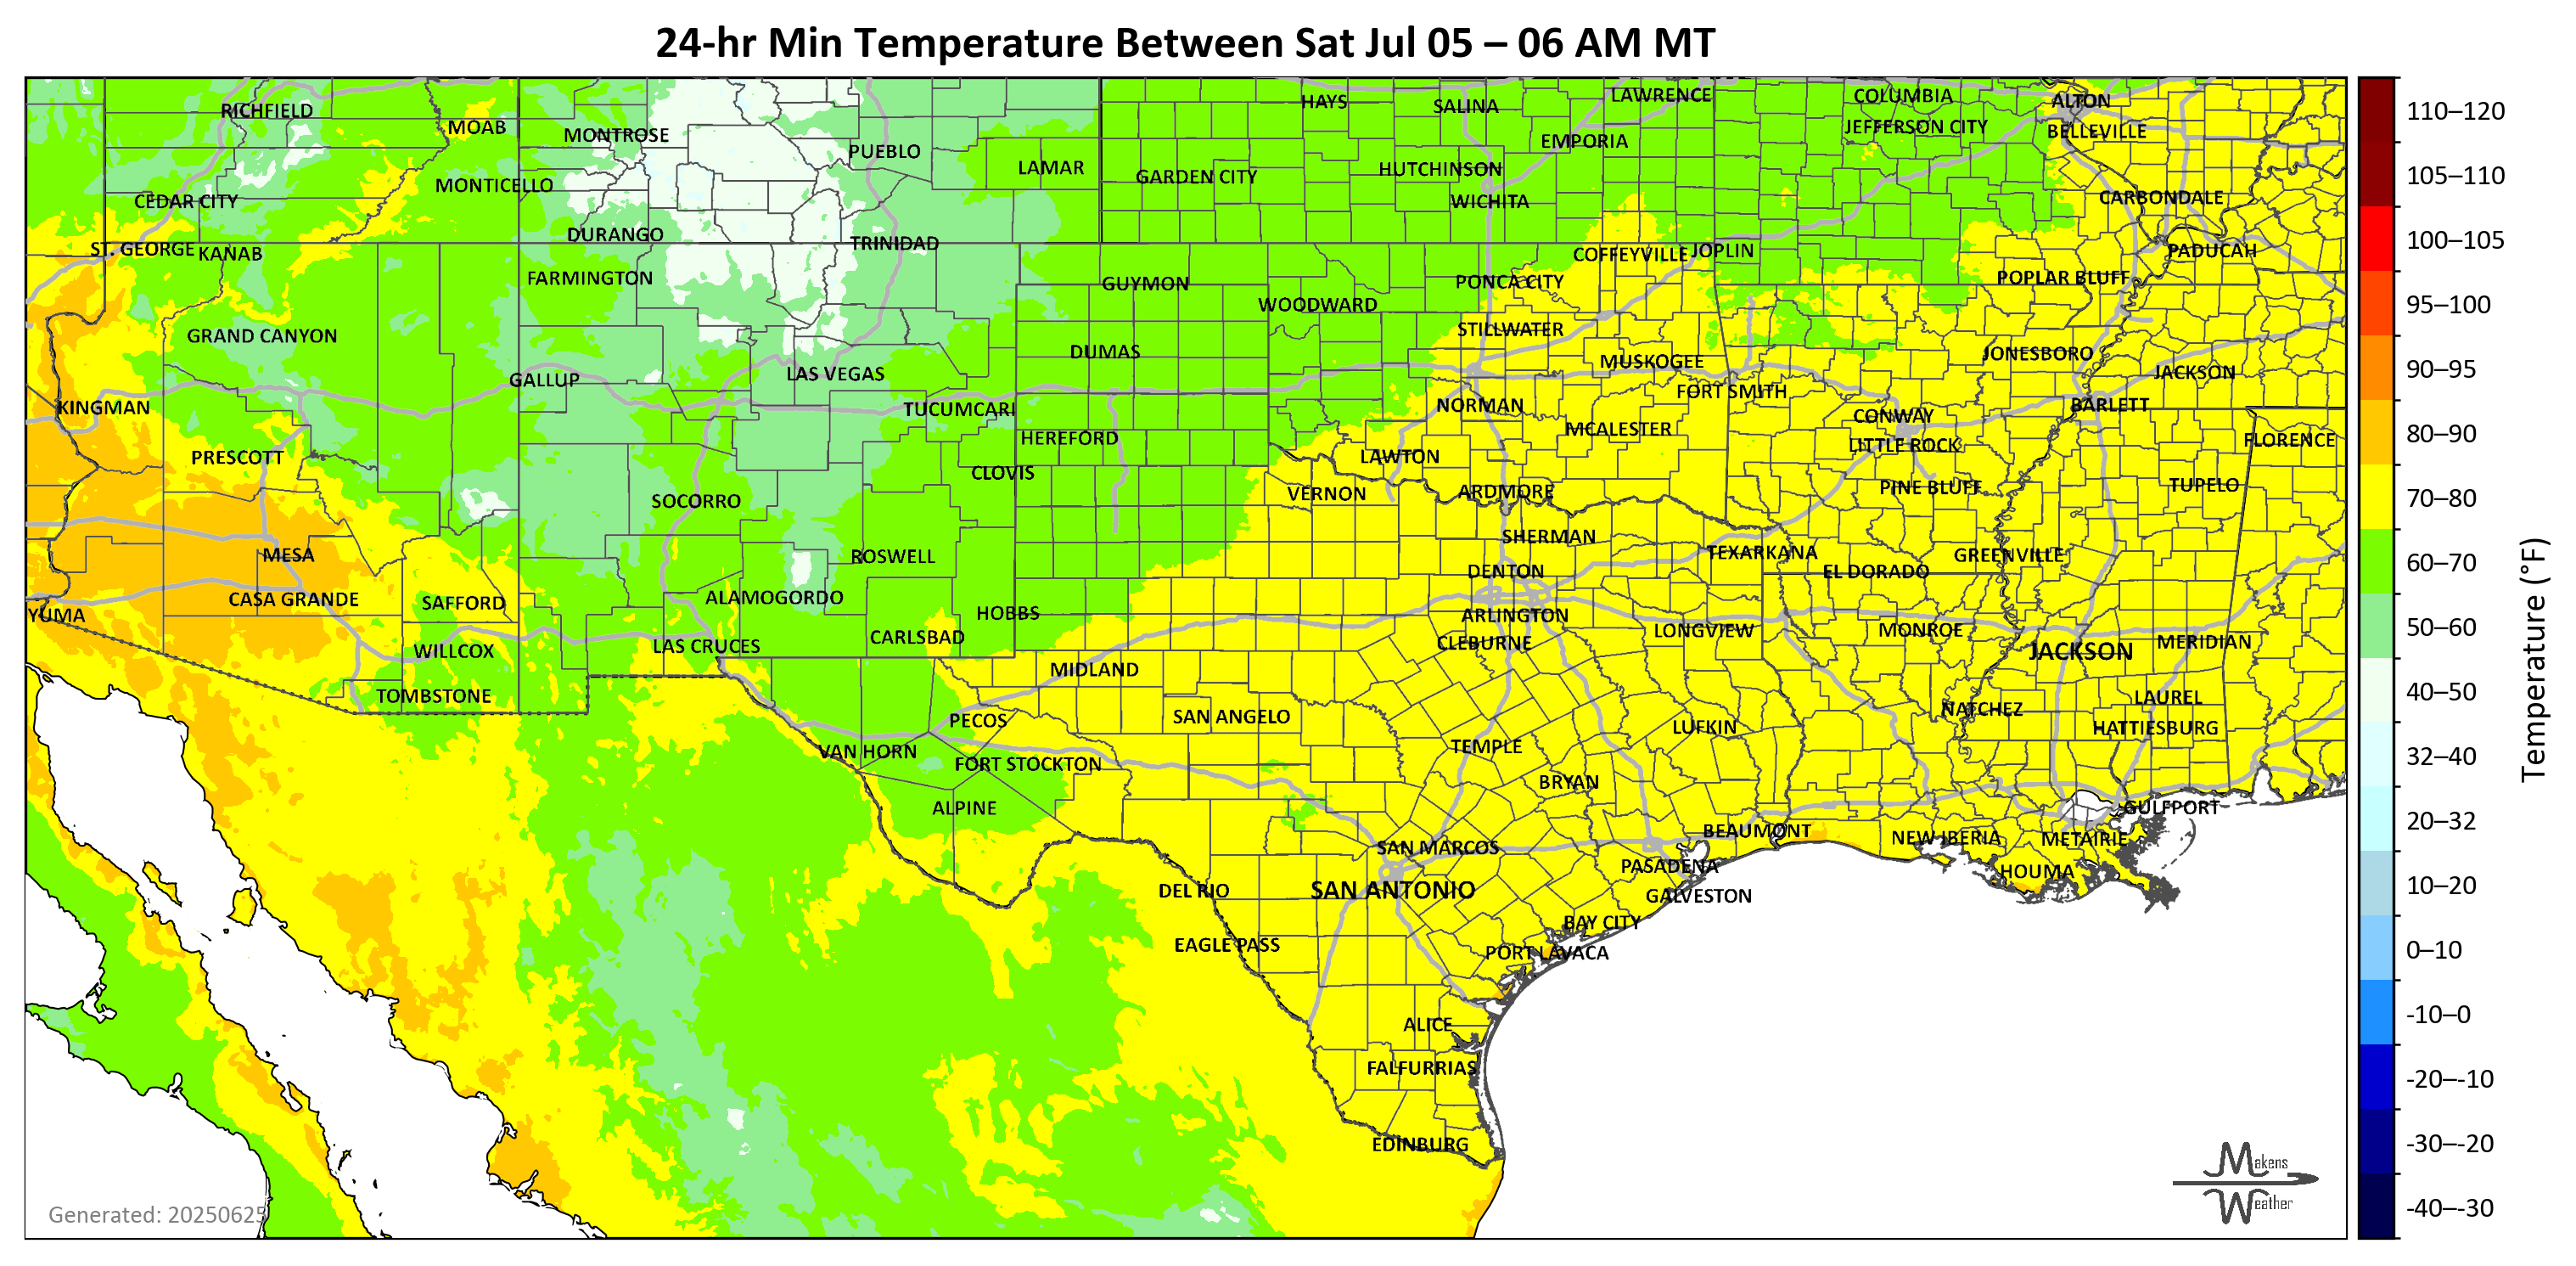 24-hr Min Temperature Between Sat Jul 05 – 06 AM MT
RICHFIELD
MOAB
MONTROSE
PUEBLO
LAMAR
HAYS
SALINA
LAWRENCE
COLUMBIA
ALTON
JEFFERSON CITY
BELLEVILLE
EMPORIA
HUTCHINSON
GARDEN CITY
WICHITA
MONTICELLO
CEDAR CITY
CARBONDALE
DURANGO
TRINIDAD
ST. GEORGE
KANAB
COFFEYVILLE
JOPLIN
PADUCAH
FARMINGTON
GUYMON
PONCA CITY
POPLAR BLUFF
WOODWARD
GRAND CANYON
STILLWATER
DUMAS
MUSKOGEE
JONESBORO
GALLUP
LAS VEGAS
FORT SMITH
JACKSON
KINGMAN
TUCUMCARI
NORMAN
CONWAY
BARLETT
HEREFORD
MCALESTER
LITTLE ROCK
FLORENCE
PRESCOTT
CLOVIS
LAWTON
SOCORRO
VERNON
ARDMORE
PINE BLUFF
TUPELO
MESA
ROSWELL
SHERMAN
TEXARKANA
GREENVILLE
DENTON
EL DORADO
CASA GRANDE
SAFFORD
ALAMOGORDO
HOBBS
ARLINGTON
YUMA
WILLCOX
LAS CRUCES
CARLSBAD
CLEBURNE
LONGVIEW
MONROE
JACKSON
MERIDIAN
MIDLAND
TOMBSTONE
PECOS
SAN ANGELO
NATCHEZ
LAUREL
LUFKIN
HATTIESBURG
VAN HORN
FORT STOCKTON
TEMPLE
BRYAN
ALPINE
GULFPORT
SAN MARCOS
BEAUMONT
NEW IBERIA
METAIRIE
DEL RIO
SAN ANTONIO
PASADENA
HOUMA
GALVESTON
EAGLE PASS
BAY CITY
PORT LAVACA
ALICE
FALFURRIAS
EDINBURG
Generated: 20250625
Makens
Weather
110–120
105–110
100–105
95–100
90–95
80–90
70–80
60–70
50–60
40–50
32–40
20–32
10–20
0–10
-10–0
-20–-10
-30–-20
-40–-30
Temperature (°F)